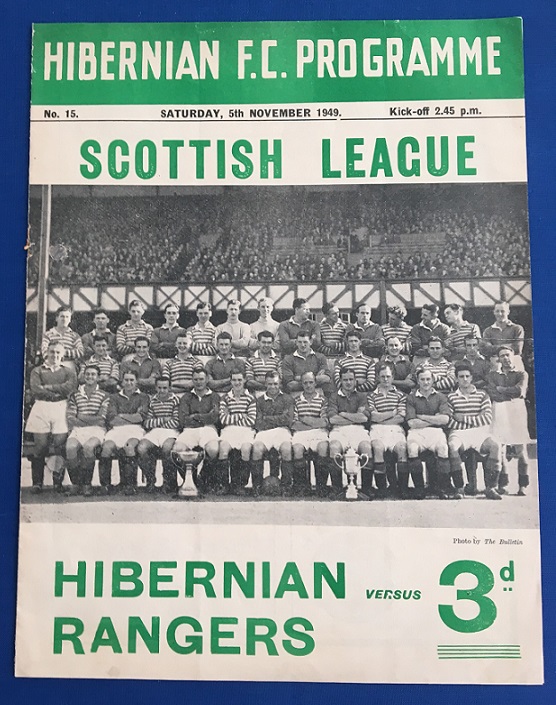 HIBERNIAN F.C. PROGRAMME
No. 15. SATURDAY, 5th NOVEMBER 1949. Kick-off 2.45 p.m.
SCOTTISH LEAGUE
Photo by The Bulletin
HIBERNIAN VERSUS 3d
RANGERS